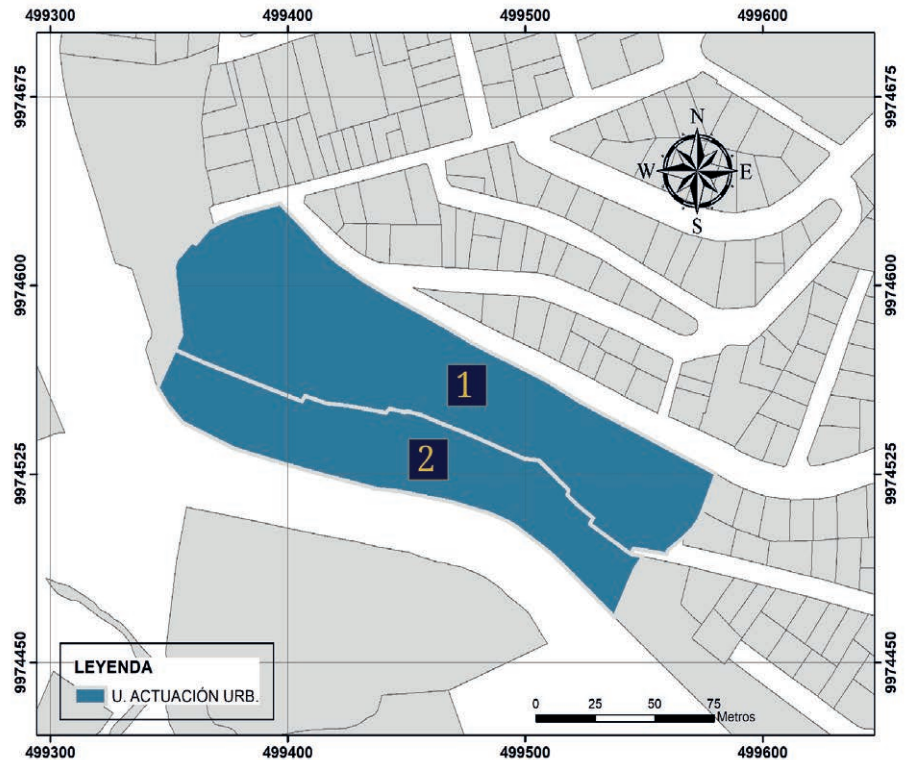 499300 499400 499500 499600
9974675 9974675
N
W E
S
9974600 9974600
1
2
9974525 9974525
9974450 9974450
LEYENDA
U. ACTUACIÓN URB.
0 25 50 75
Metros
499300 499400 499500 499600